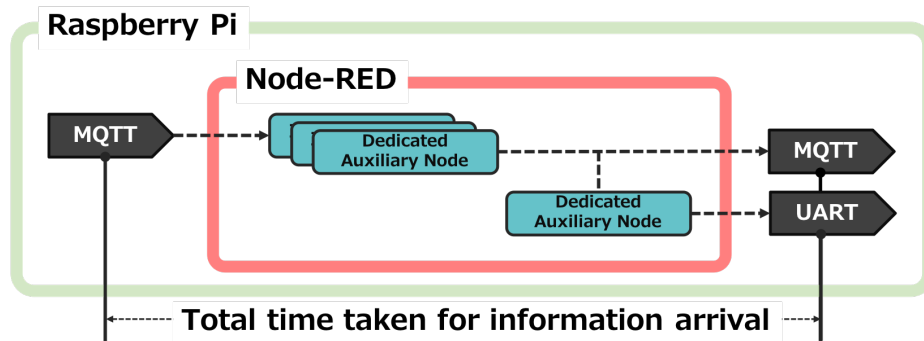 Raspberry Pi
Node-RED
MQTT
Dedicated
Auxiliary Node
MQTT
Dedicated
Auxiliary Node
UART
Total time taken for information arrival